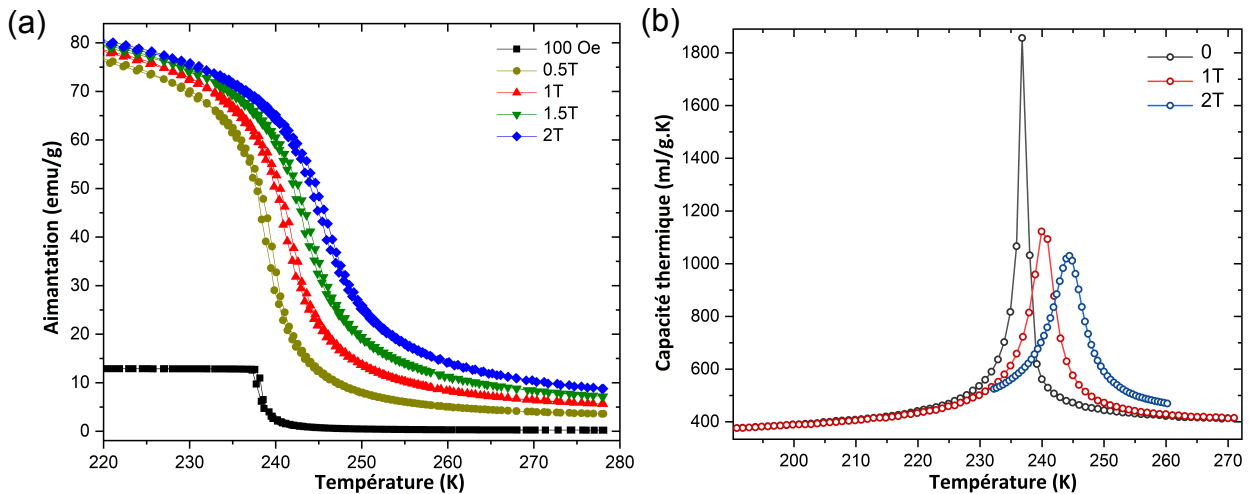 (a)
80
70
60
50
40
30
20
10
0
Aimantation (emu/g)
220 230 240 250 260 270 280
Température (K)
100 Oe
0.5T
1T
1.5T
2T
(b)
1800
1600
1400
1200
1000
800
600
400
Capacité thermique (mJ/g.K)
200 210 220 230 240 250 260 270
Température (K)
0
1T
2T